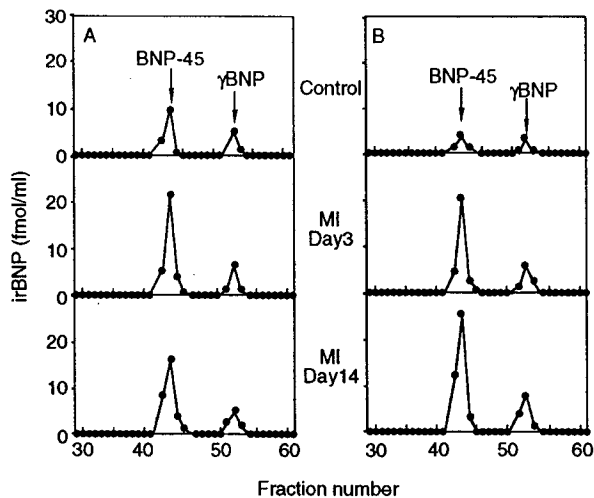 A
B
30
20
10
0
BNP-45
γBNP
Control
BNP-45
γBNP
20
10
0
MI
Day3
20
10
0
MI
Day14
irBNP (fmol/ml)
30 40 50 60
30 40 50 60
Fraction number